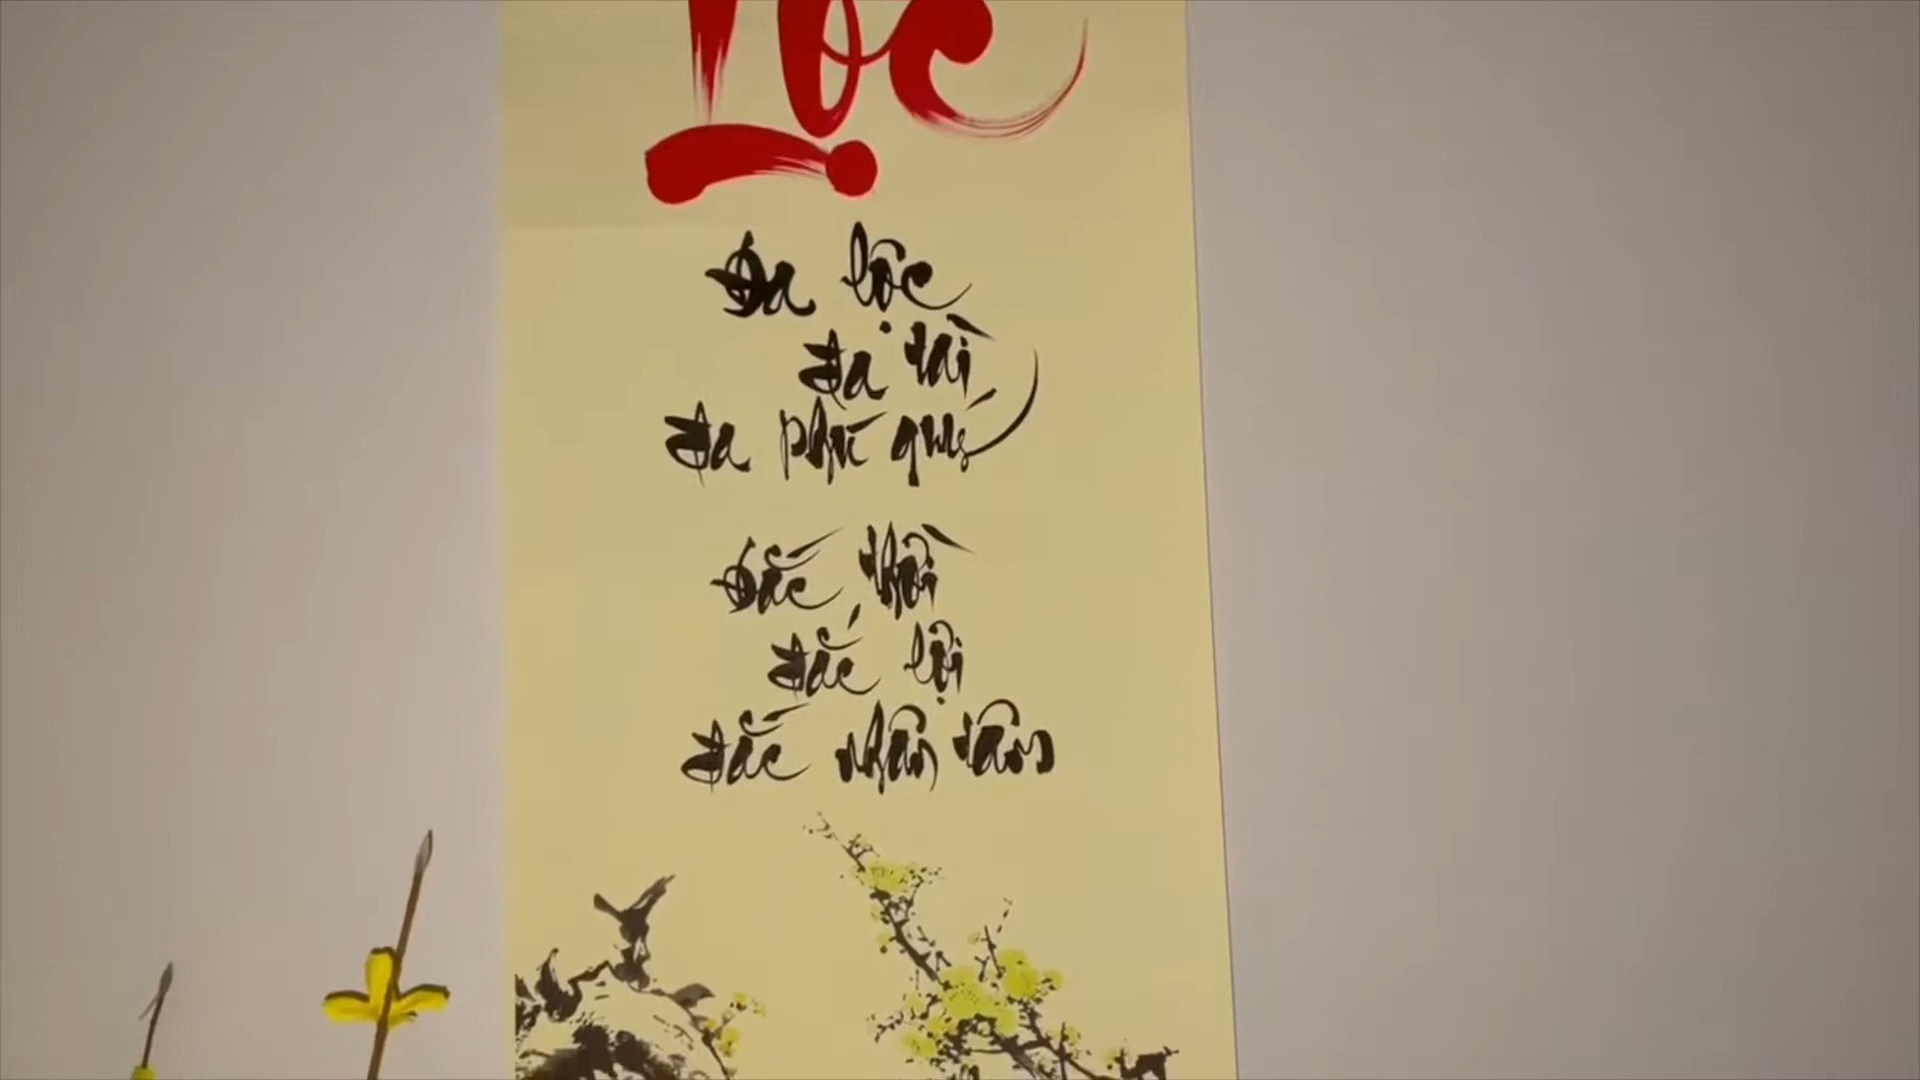 Lộc
Đa lộc
đa tài
đa phú quý
Đắc thời
đắc lợi
đắc nhân tâm